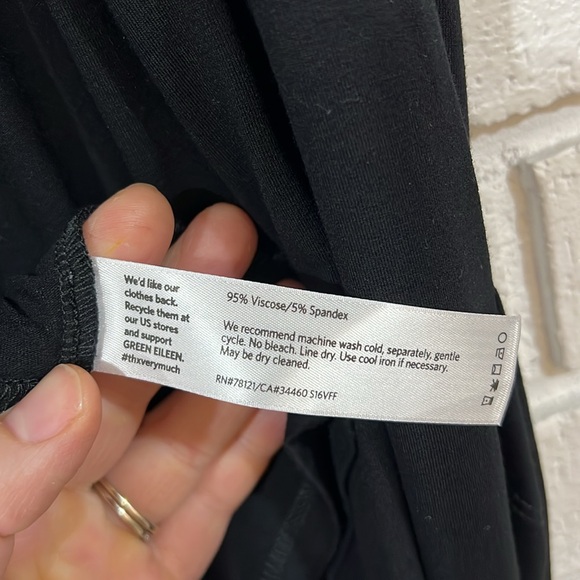 We'd like our
clothes back.
Recycle them at
our US stores
and support
GREEN EILEEN.
#thxverymuch
95% Viscose/5% Spandex
We recommend machine wash cold, separately, gentle
cycle. No bleach. Line dry. Use cool iron if necessary.
May be dry cleaned.
RN#78121/CA#34460 S16VFF